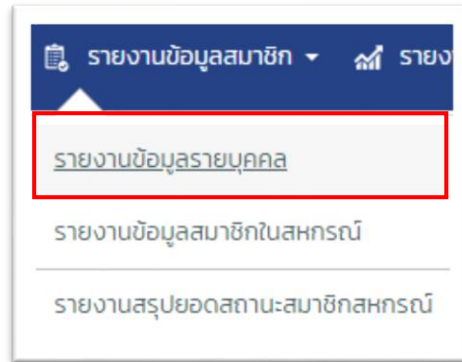 รายงานข้อมูลสมาชิก รายง
รายงานข้อมูลรายบุคคล
รายงานข้อมูลสมาชิกในสหกรณ์
รายงานสรุปยอดสถานะสมาชิกสหกรณ์